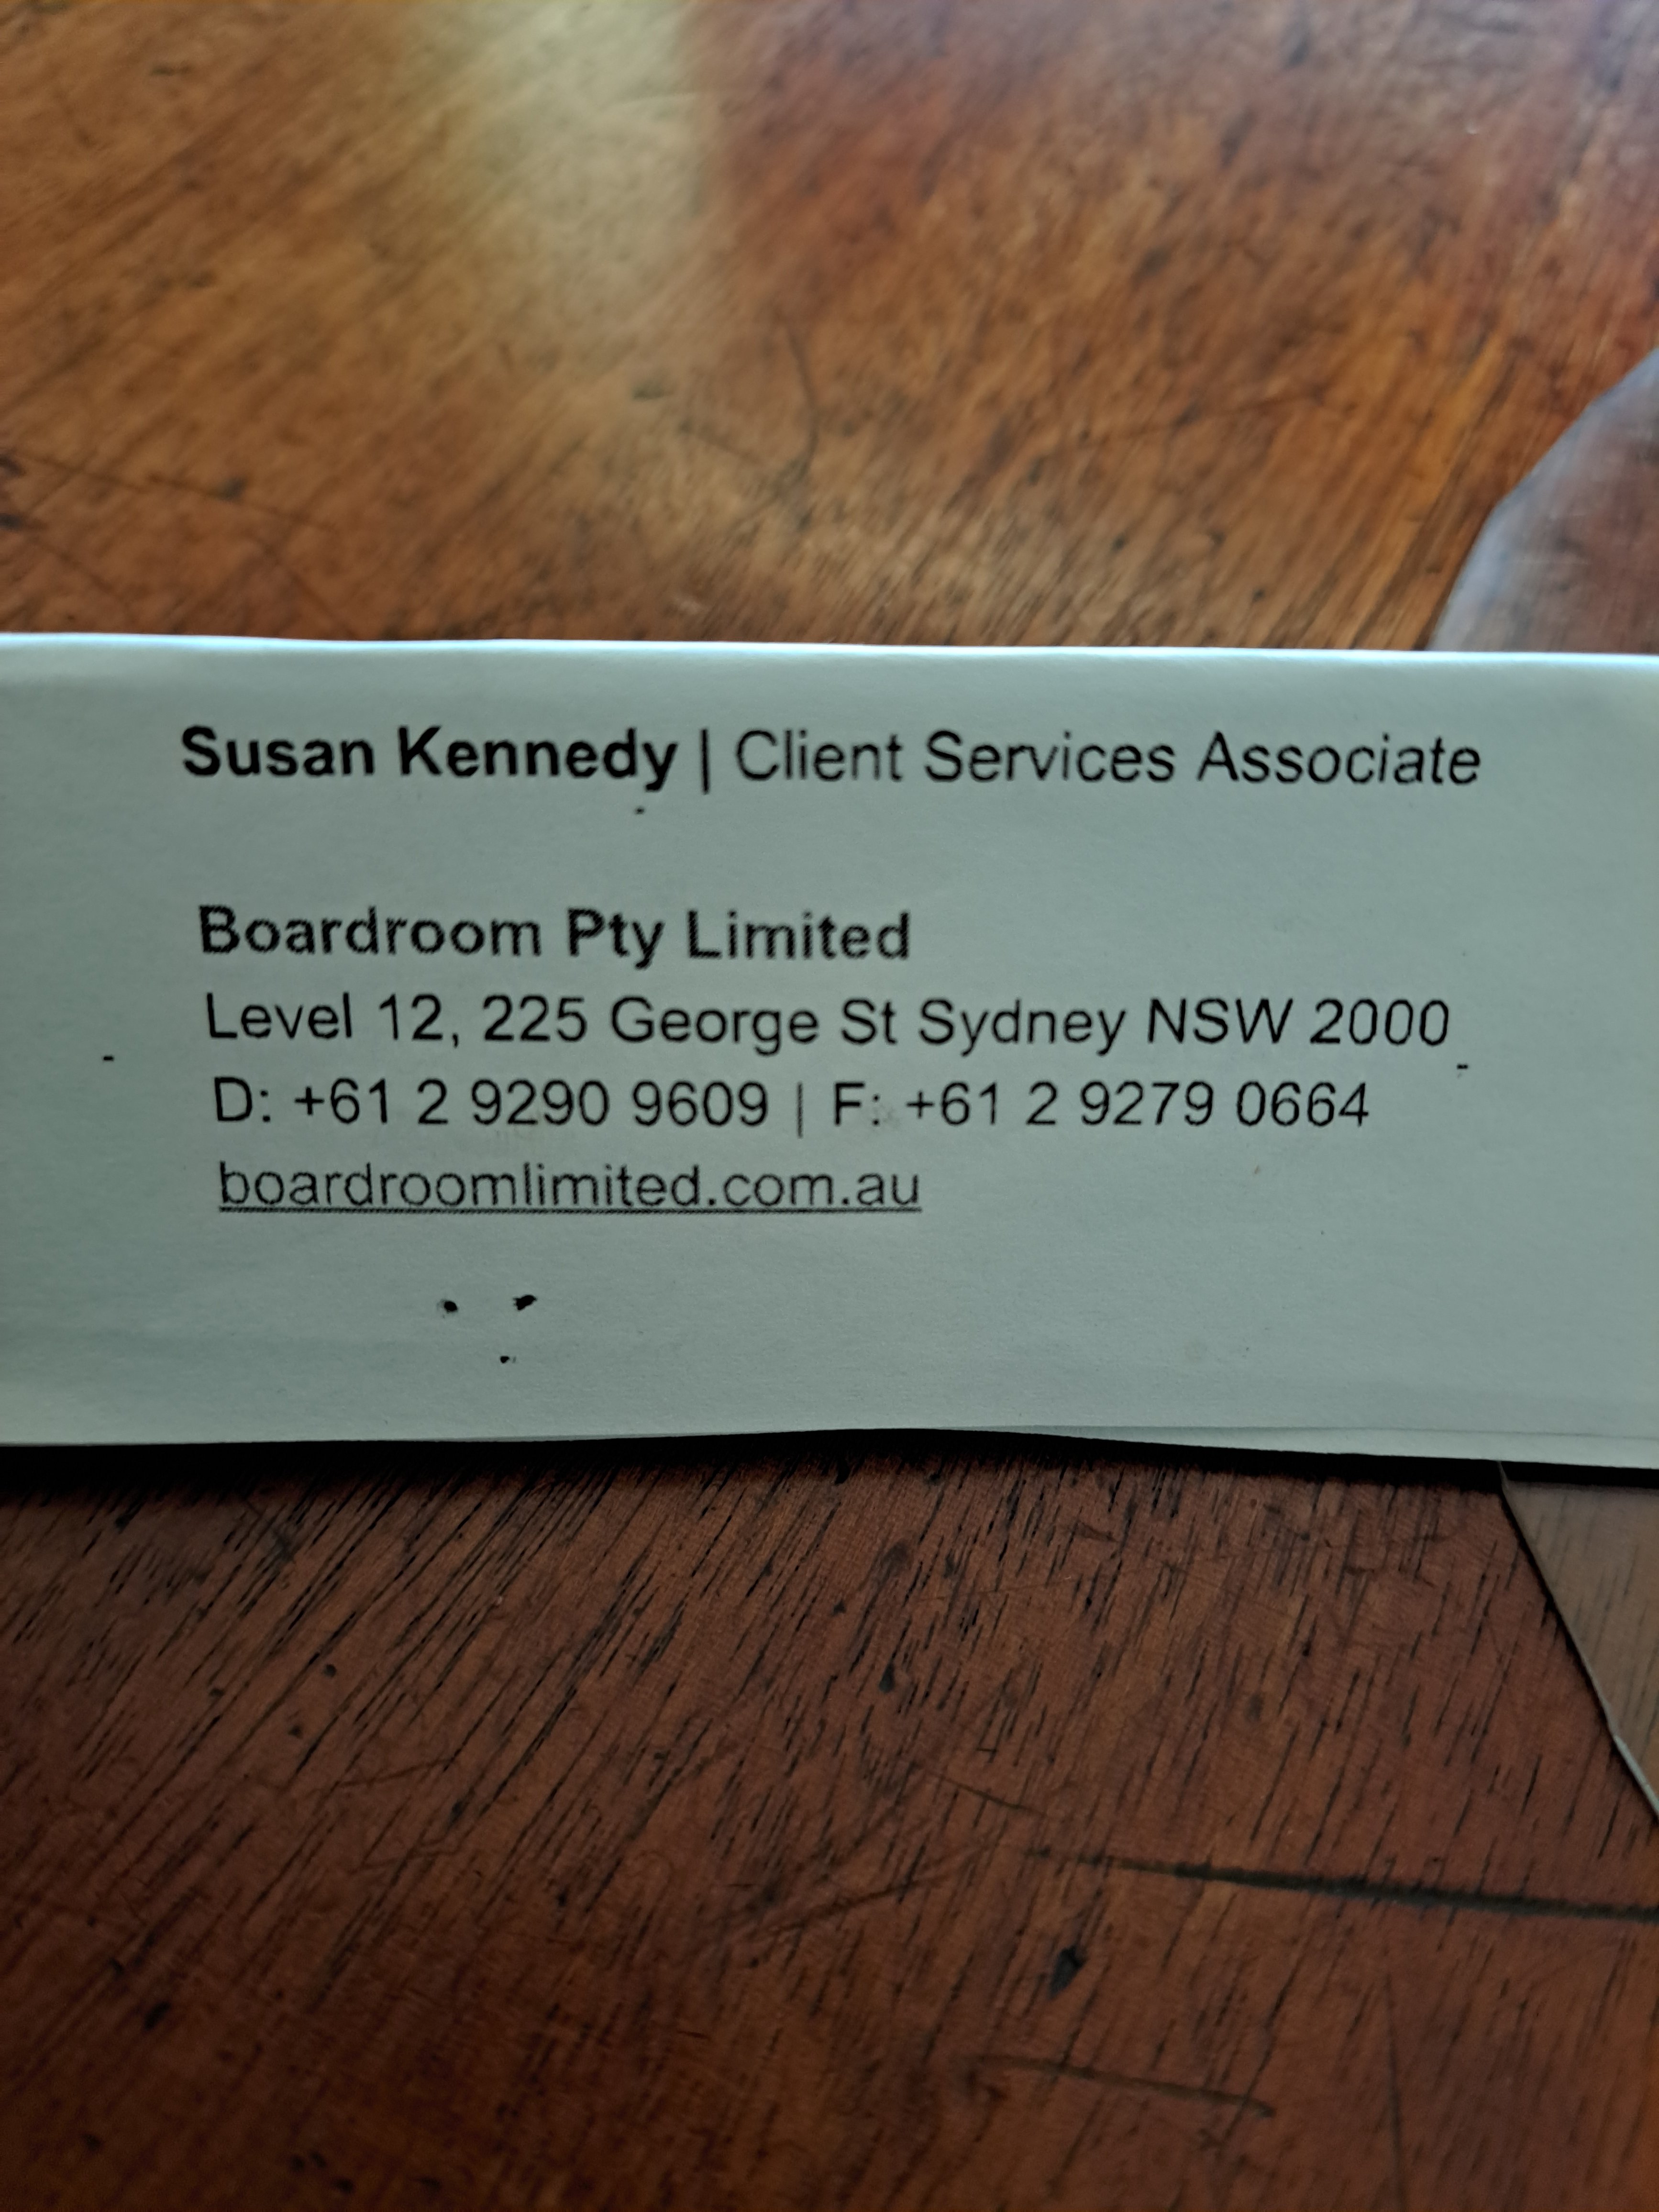 Susan Kennedy | Client Services Associate
Boardroom Pty Limited
Level 12, 225 George St Sydney NSW 2000
D: +61 2 9290 9609 | F: +61 2 9279 0664
boardroomlimited.com.au